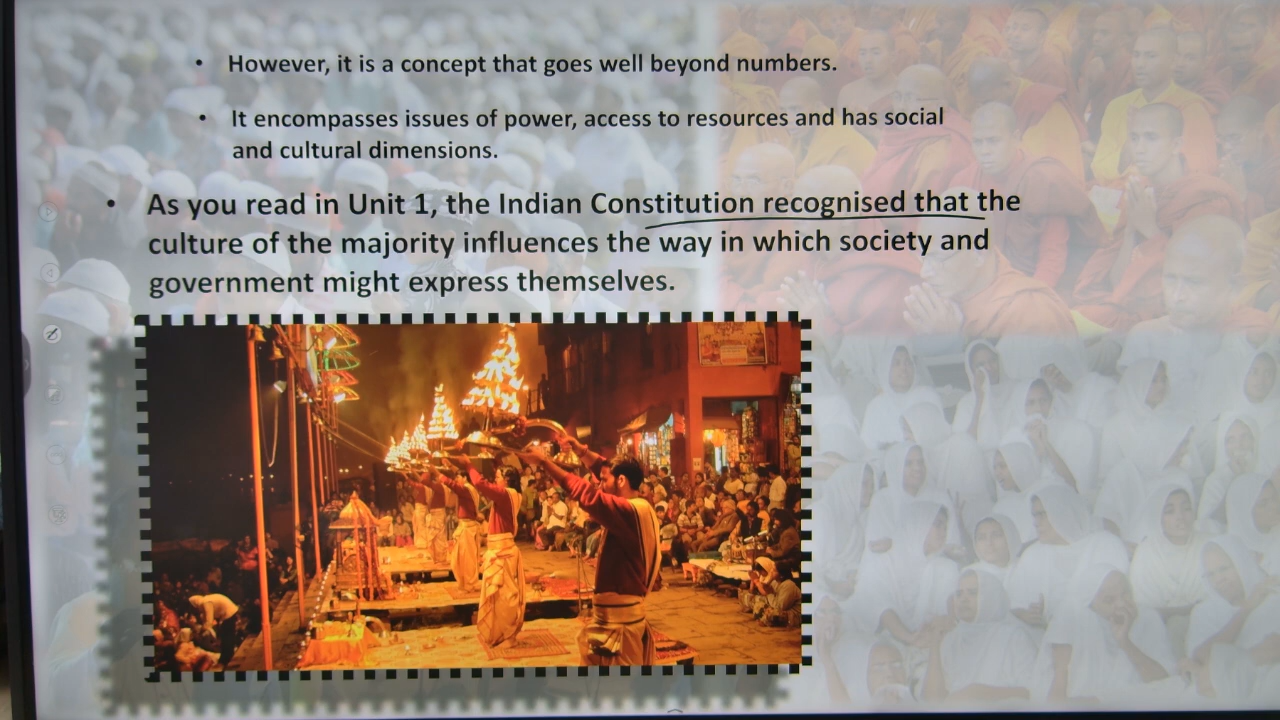 • However, it is a concept that goes well beyond numbers.
• It encompasses issues of power, access to resources and has social
and cultural dimensions.
• As you read in Unit 1, the Indian Constitution recognised that the
culture of the majority influences the way in which society and
government might express themselves.